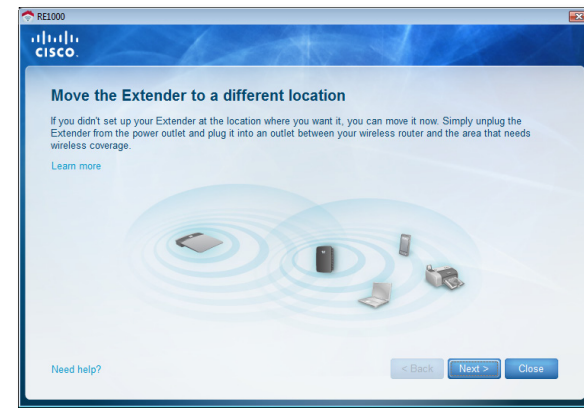 RE1000
CISCO.
Move the Extender to a different location
If you didn't set up your Extender at the location where you want it, you can move it now. Simply unplug the
Extender from the power outlet and plug it into an outlet between your wireless router and the area that needs
wireless coverage.
Learn more
Need help?
< Back Next > Close